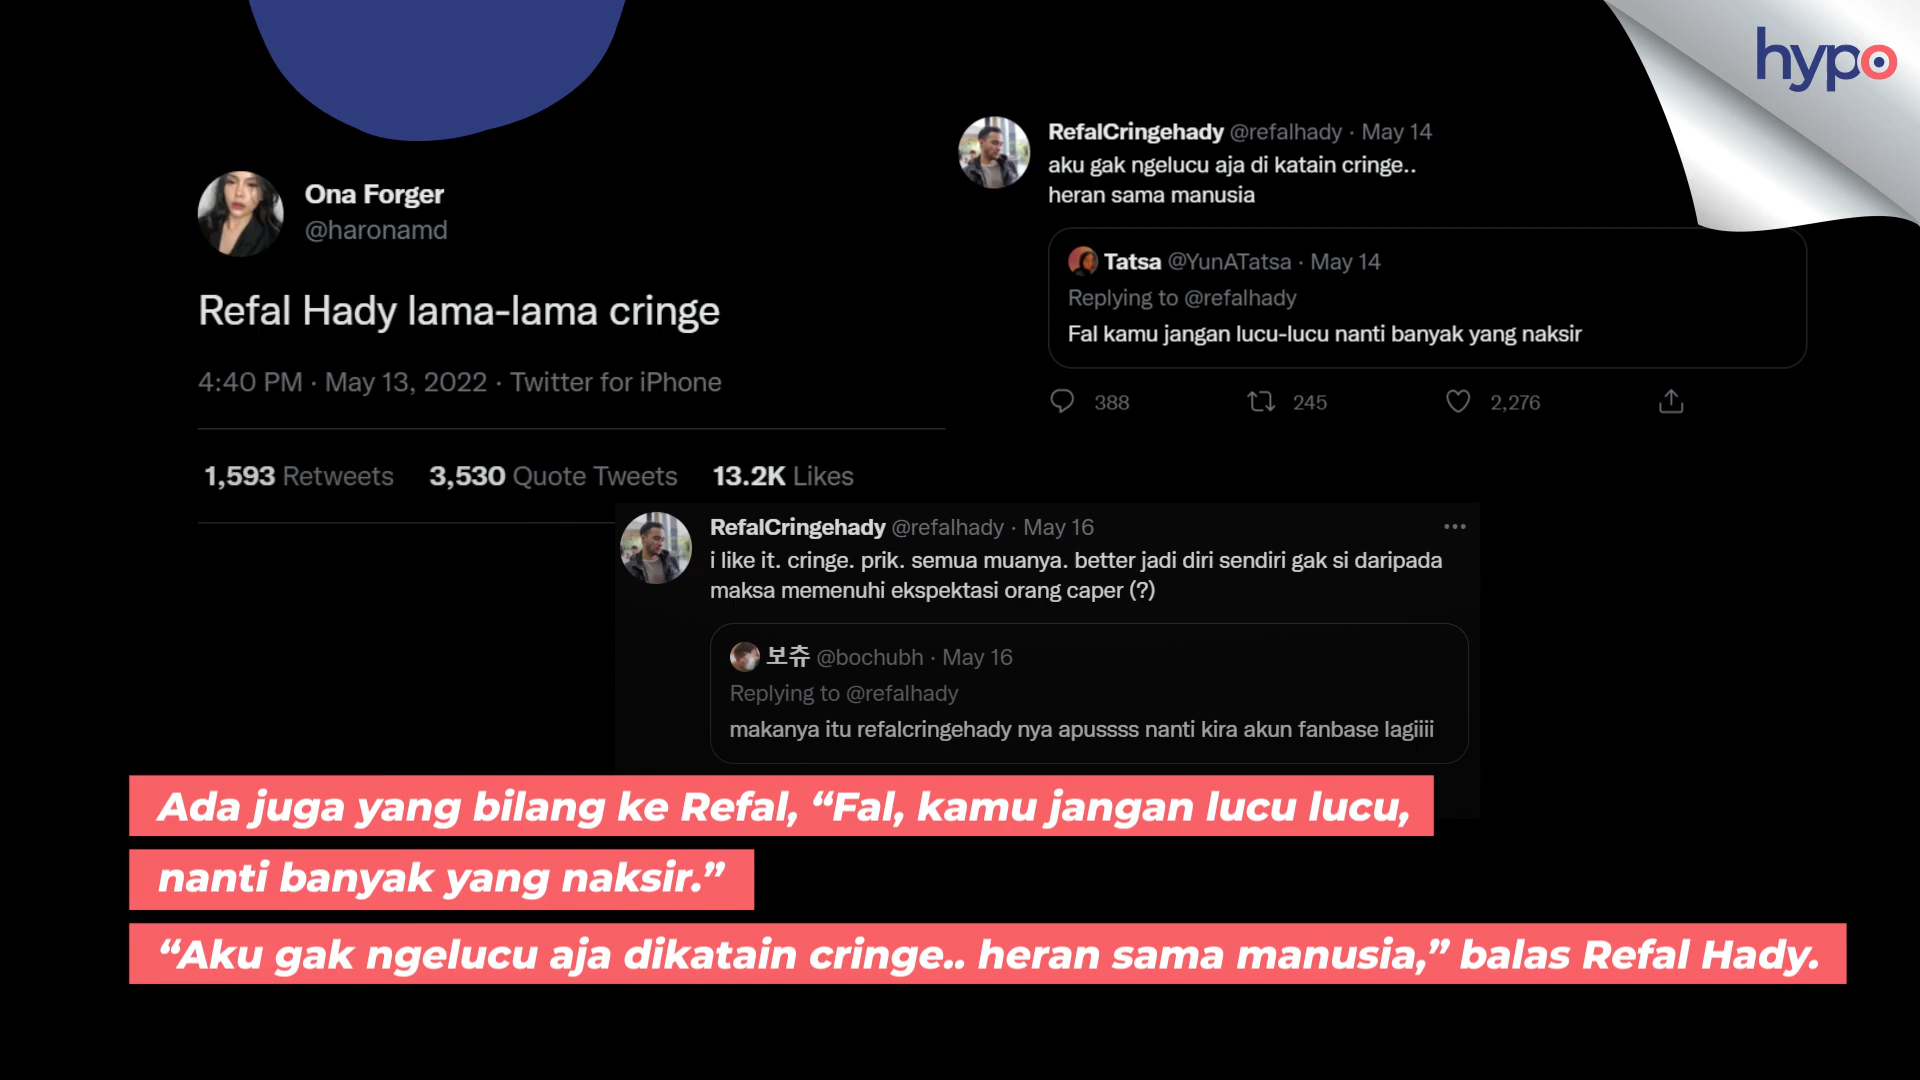 hypo
Ona Forger
@haronamd
Refal Hady lama-lama cringe
4:40 PM · May 13, 2022 · Twitter for iPhone
1,593 Retweets 3,530 Quote Tweets 13.2K Likes
RefalCringehady @refalhady · May 14
aku gak ngelucu aja di katain cringe..
heran sama manusia
Tatsa @YunATatsa · May 14
Replying to @refalhady
Fal kamu jangan lucu-lucu nanti banyak yang naksir
388 245 2,276
RefalCringehady @refalhady · May 16
i like it. cringe. prik. semua muanya. better jadi diri sendiri gak si daripada
maksa memenuhi ekspektasi orang caper (?)
보츄 @bochubh · May 16
Replying to @refalhady
makanya itu refalcringehady nya apussss nanti kira akun fanbase lagiiii
Ada juga yang bilang ke Refal, “Fal, kamu jangan lucu lucu,
nanti banyak yang naksir.”
“Aku gak ngelucu aja dikatain cringe.. heran sama manusia,” balas Refal Hady.